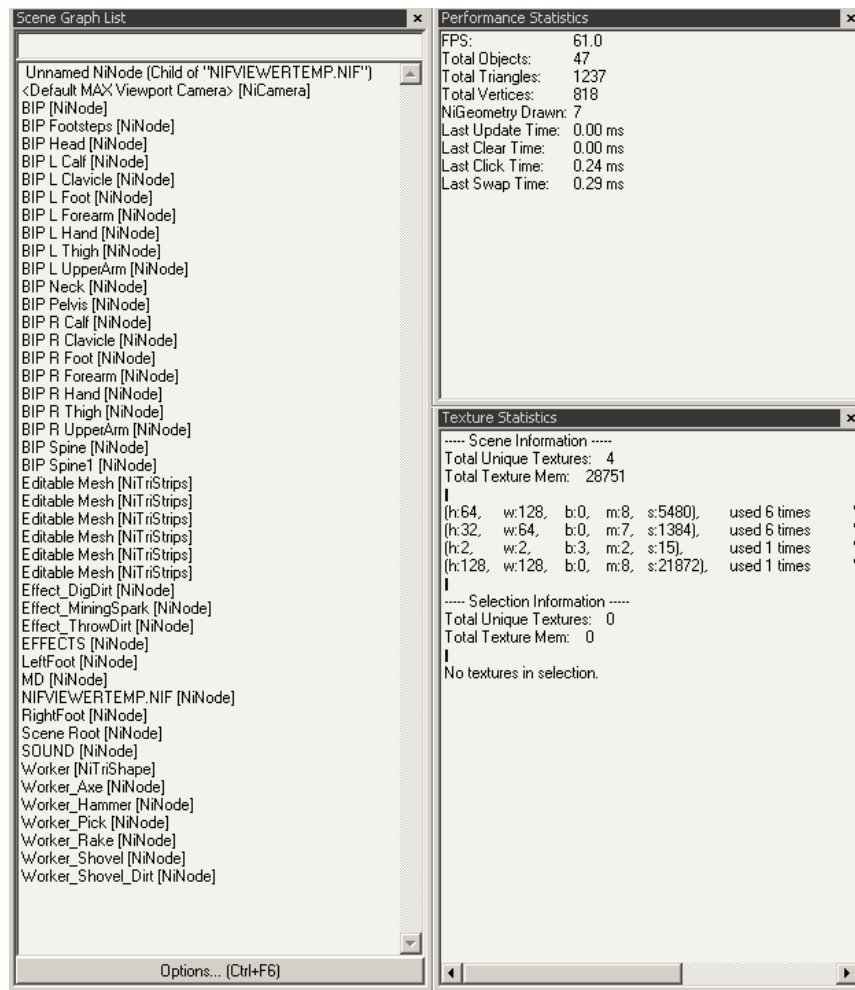 Scene Graph List
Unnamed NiNode (Child of "NIFVIEWERTEMP.NIF")
<Default MAX Viewport Camera> [NiCamera]
BIP [NiNode]
BIP Footsteps [NiNode]
BIP Head [NiNode]
BIP L Calf [NiNode]
BIP L Clavicle [NiNode]
BIP L Foot [NiNode]
BIP L Forearm [NiNode]
BIP L Hand [NiNode]
BIP L Thigh [NiNode]
BIP L UpperArm [NiNode]
BIP Neck [NiNode]
BIP Pelvis [NiNode]
BIP R Calf [NiNode]
BIP R Clavicle [NiNode]
BIP R Foot [NiNode]
BIP R Forearm [NiNode]
BIP R Hand [NiNode]
BIP R Thigh [NiNode]
BIP R UpperArm [NiNode]
BIP Spine [NiNode]
BIP Spine1 [NiNode]
Editable Mesh [NiTriStrips]
Editable Mesh [NiTriStrips]
Editable Mesh [NiTriStrips]
Editable Mesh [NiTriStrips]
Editable Mesh [NiTriStrips]
Editable Mesh [NiTriStrips]
Effect_DigDirt [NiNode]
Effect_MiningSpark [NiNode]
Effect_ThrowDirt [NiNode]
EFFECTS [NiNode]
LeftFoot [NiNode]
MD [NiNode]
NIFVIEWERTEMP.NIF [NiNode]
RightFoot [NiNode]
Scene Root [NiNode]
SOUND [NiNode]
Worker [NiTriShape]
Worker_Axe [NiNode]
Worker_Hammer [NiNode]
Worker_Pick [NiNode]
Worker_Rake [NiNode]
Worker_Shovel [NiNode]
Worker_Shovel_Dirt [NiNode]
Options... (Ctrl+F6)
Performance Statistics
FPS: 61.0
Total Objects: 47
Total Triangles: 1237
Total Vertices: 818
NiGeometry Drawn: 7
Last Update Time: 0.00 ms
Last Clear Time: 0.00 ms
Last Click Time: 0.24 ms
Last Swap Time: 0.29 ms
Texture Statistics
----- Scene Information -----
Total Unique Textures: 4
Total Texture Mem: 28751
(h:64, w:128, b:0, m:8, s:5480), used 6 times
(h:32, w:64, b:0, m:7, s:1384), used 6 times
(h:2, w:2, b:3, m:2, s:15), used 1 times
(h:128, w:128, b:0, m:8, s:21872), used 1 times
----- Selection Information -----
Total Unique Textures: 0
Total Texture Mem: 0
No textures in selection.